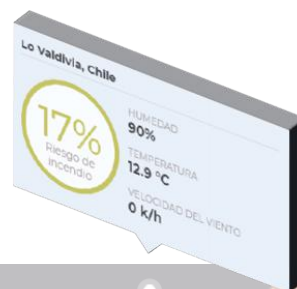 Lo Valdivia, Chile
17%
Riesgo de
incendio
HUMEDAD
90%
TEMPERATURA
12.9 °C
VELOCIDAD DEL VIENTO
0 k/h